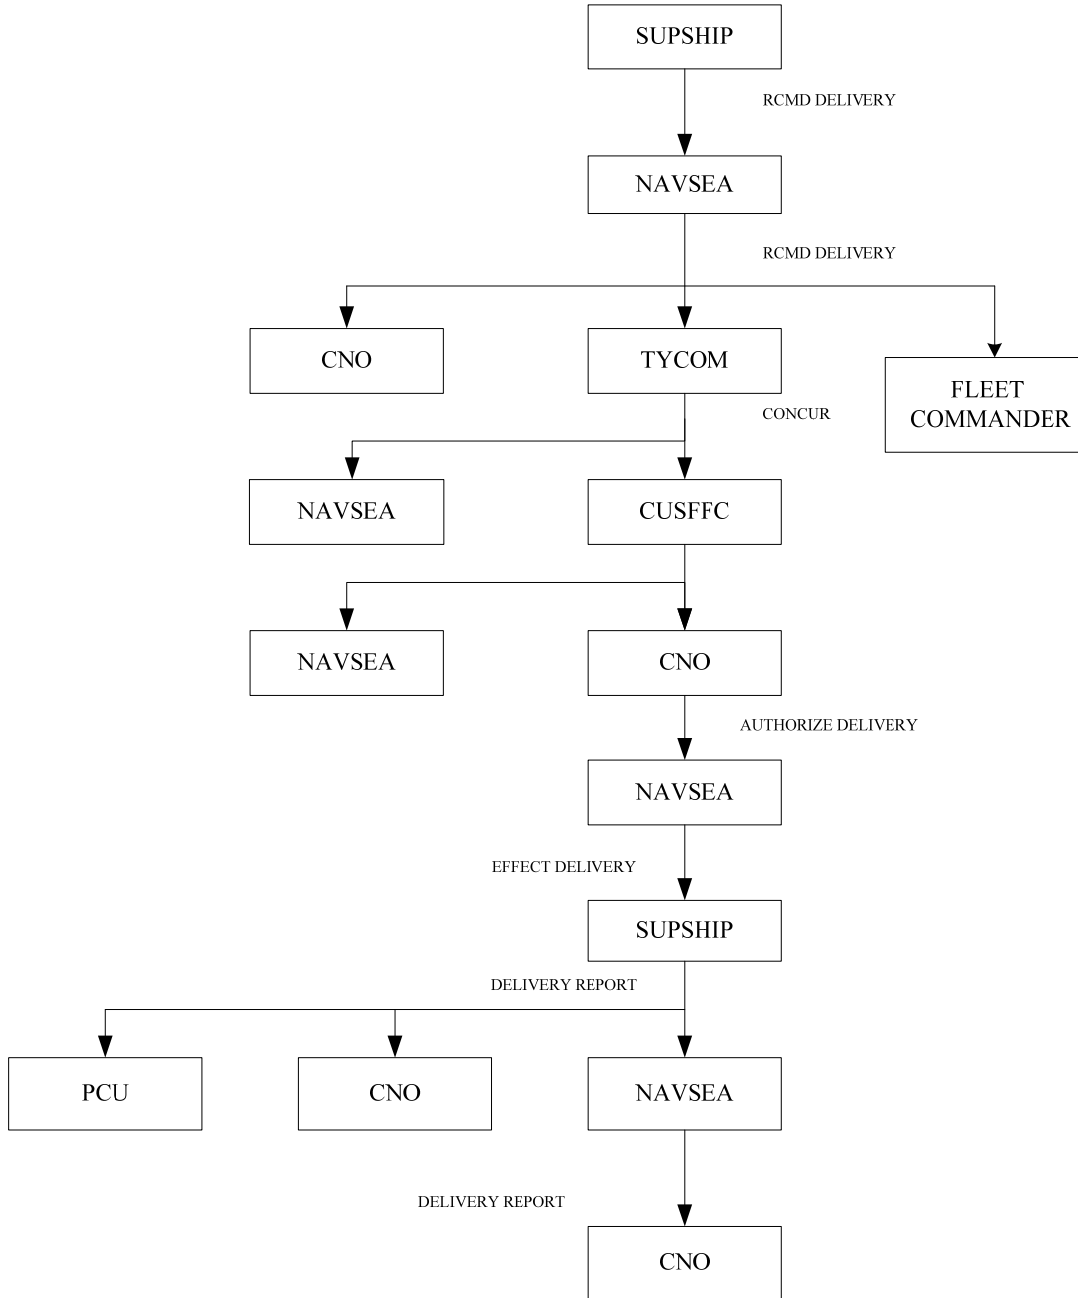 SUPSHIP
RCMD DELIVERY
NAVSEA
RCMD DELIVERY
CNO
TYCOM
FLEET
COMMANDER
CONCUR
NAVSEA
CUSFFC
NAVSEA
CNO
AUTHORIZE DELIVERY
NAVSEA
EFFECT DELIVERY
SUPSHIP
DELIVERY REPORT
PCU
CNO
NAVSEA
DELIVERY REPORT
CNO